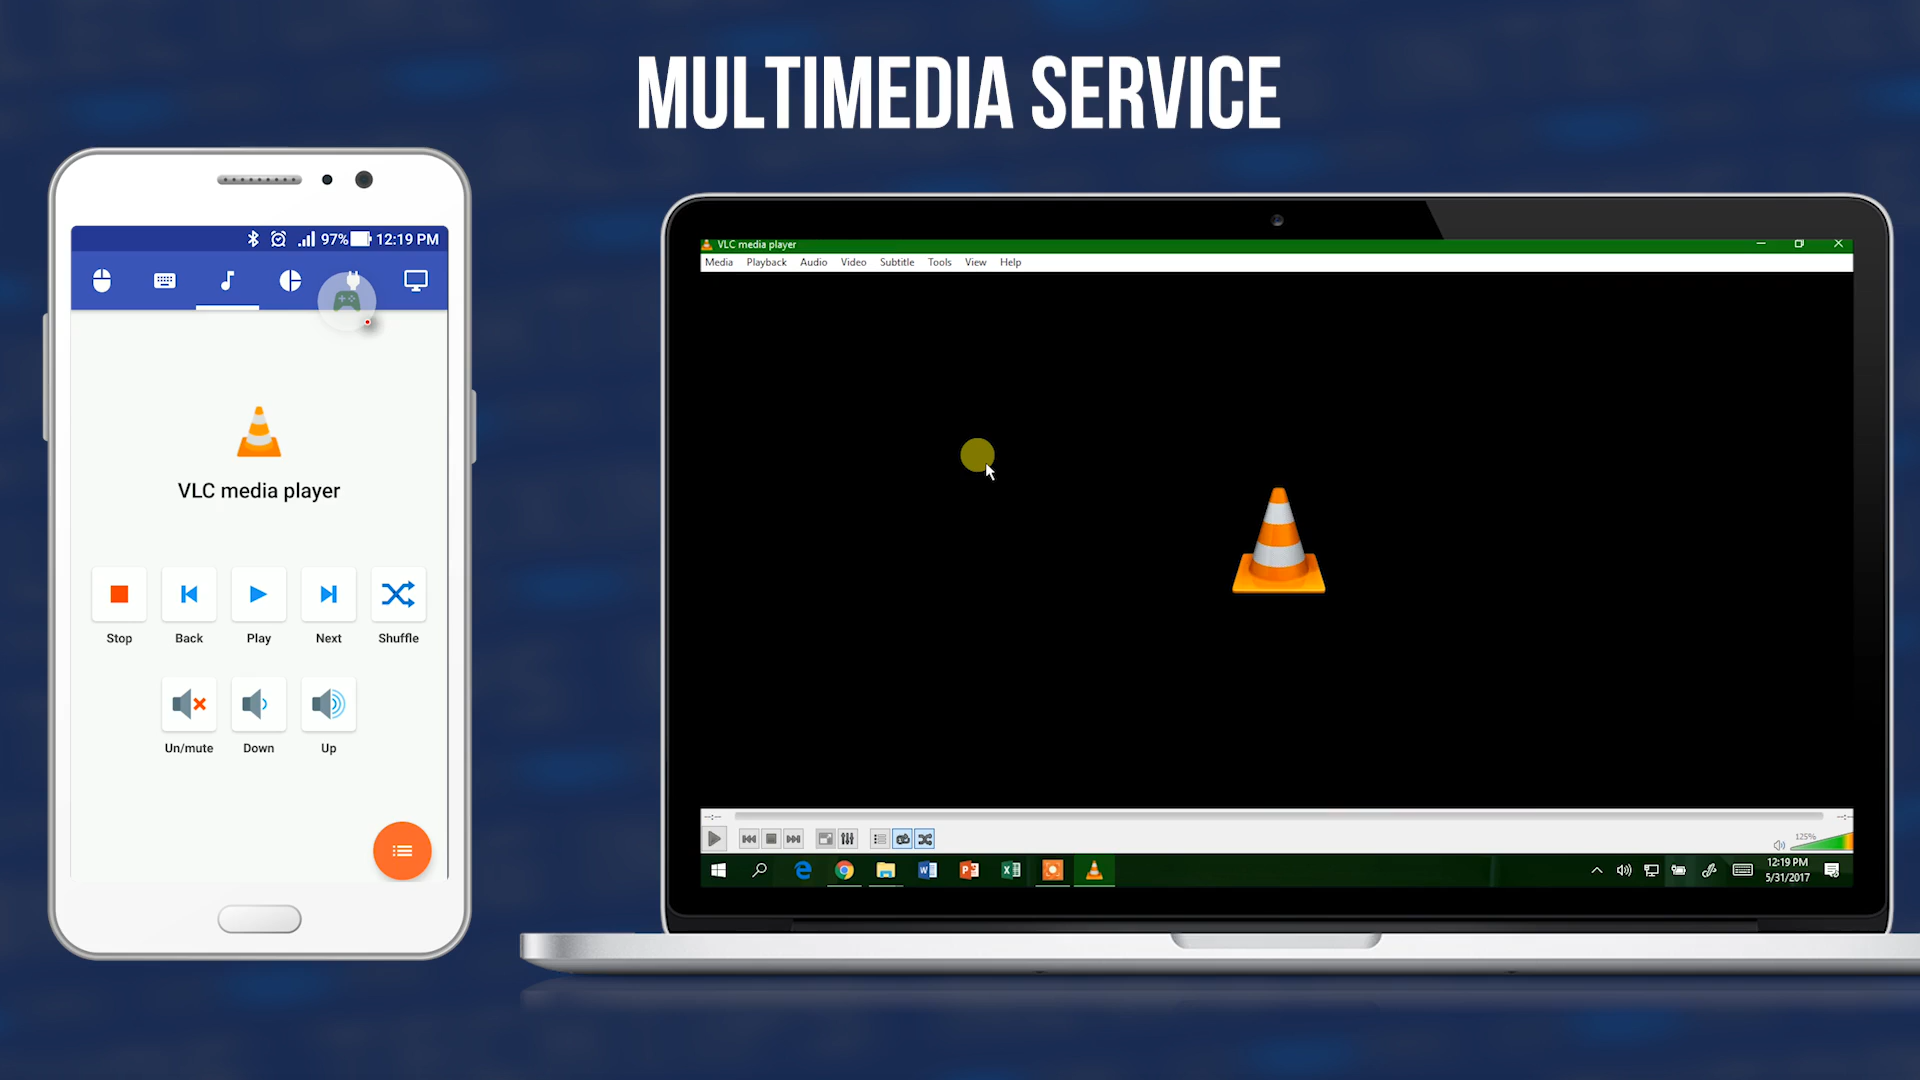 MULTIMEDIA SERVICE
97% 12:19 PM
VLC media player
Stop Back Play Next Shuffle
Un/mute Down Up
VLC media player
Media Playback Audio Video Subtitle Tools View Help
--:-- --:--
125%
12:19 PM
5/31/2017